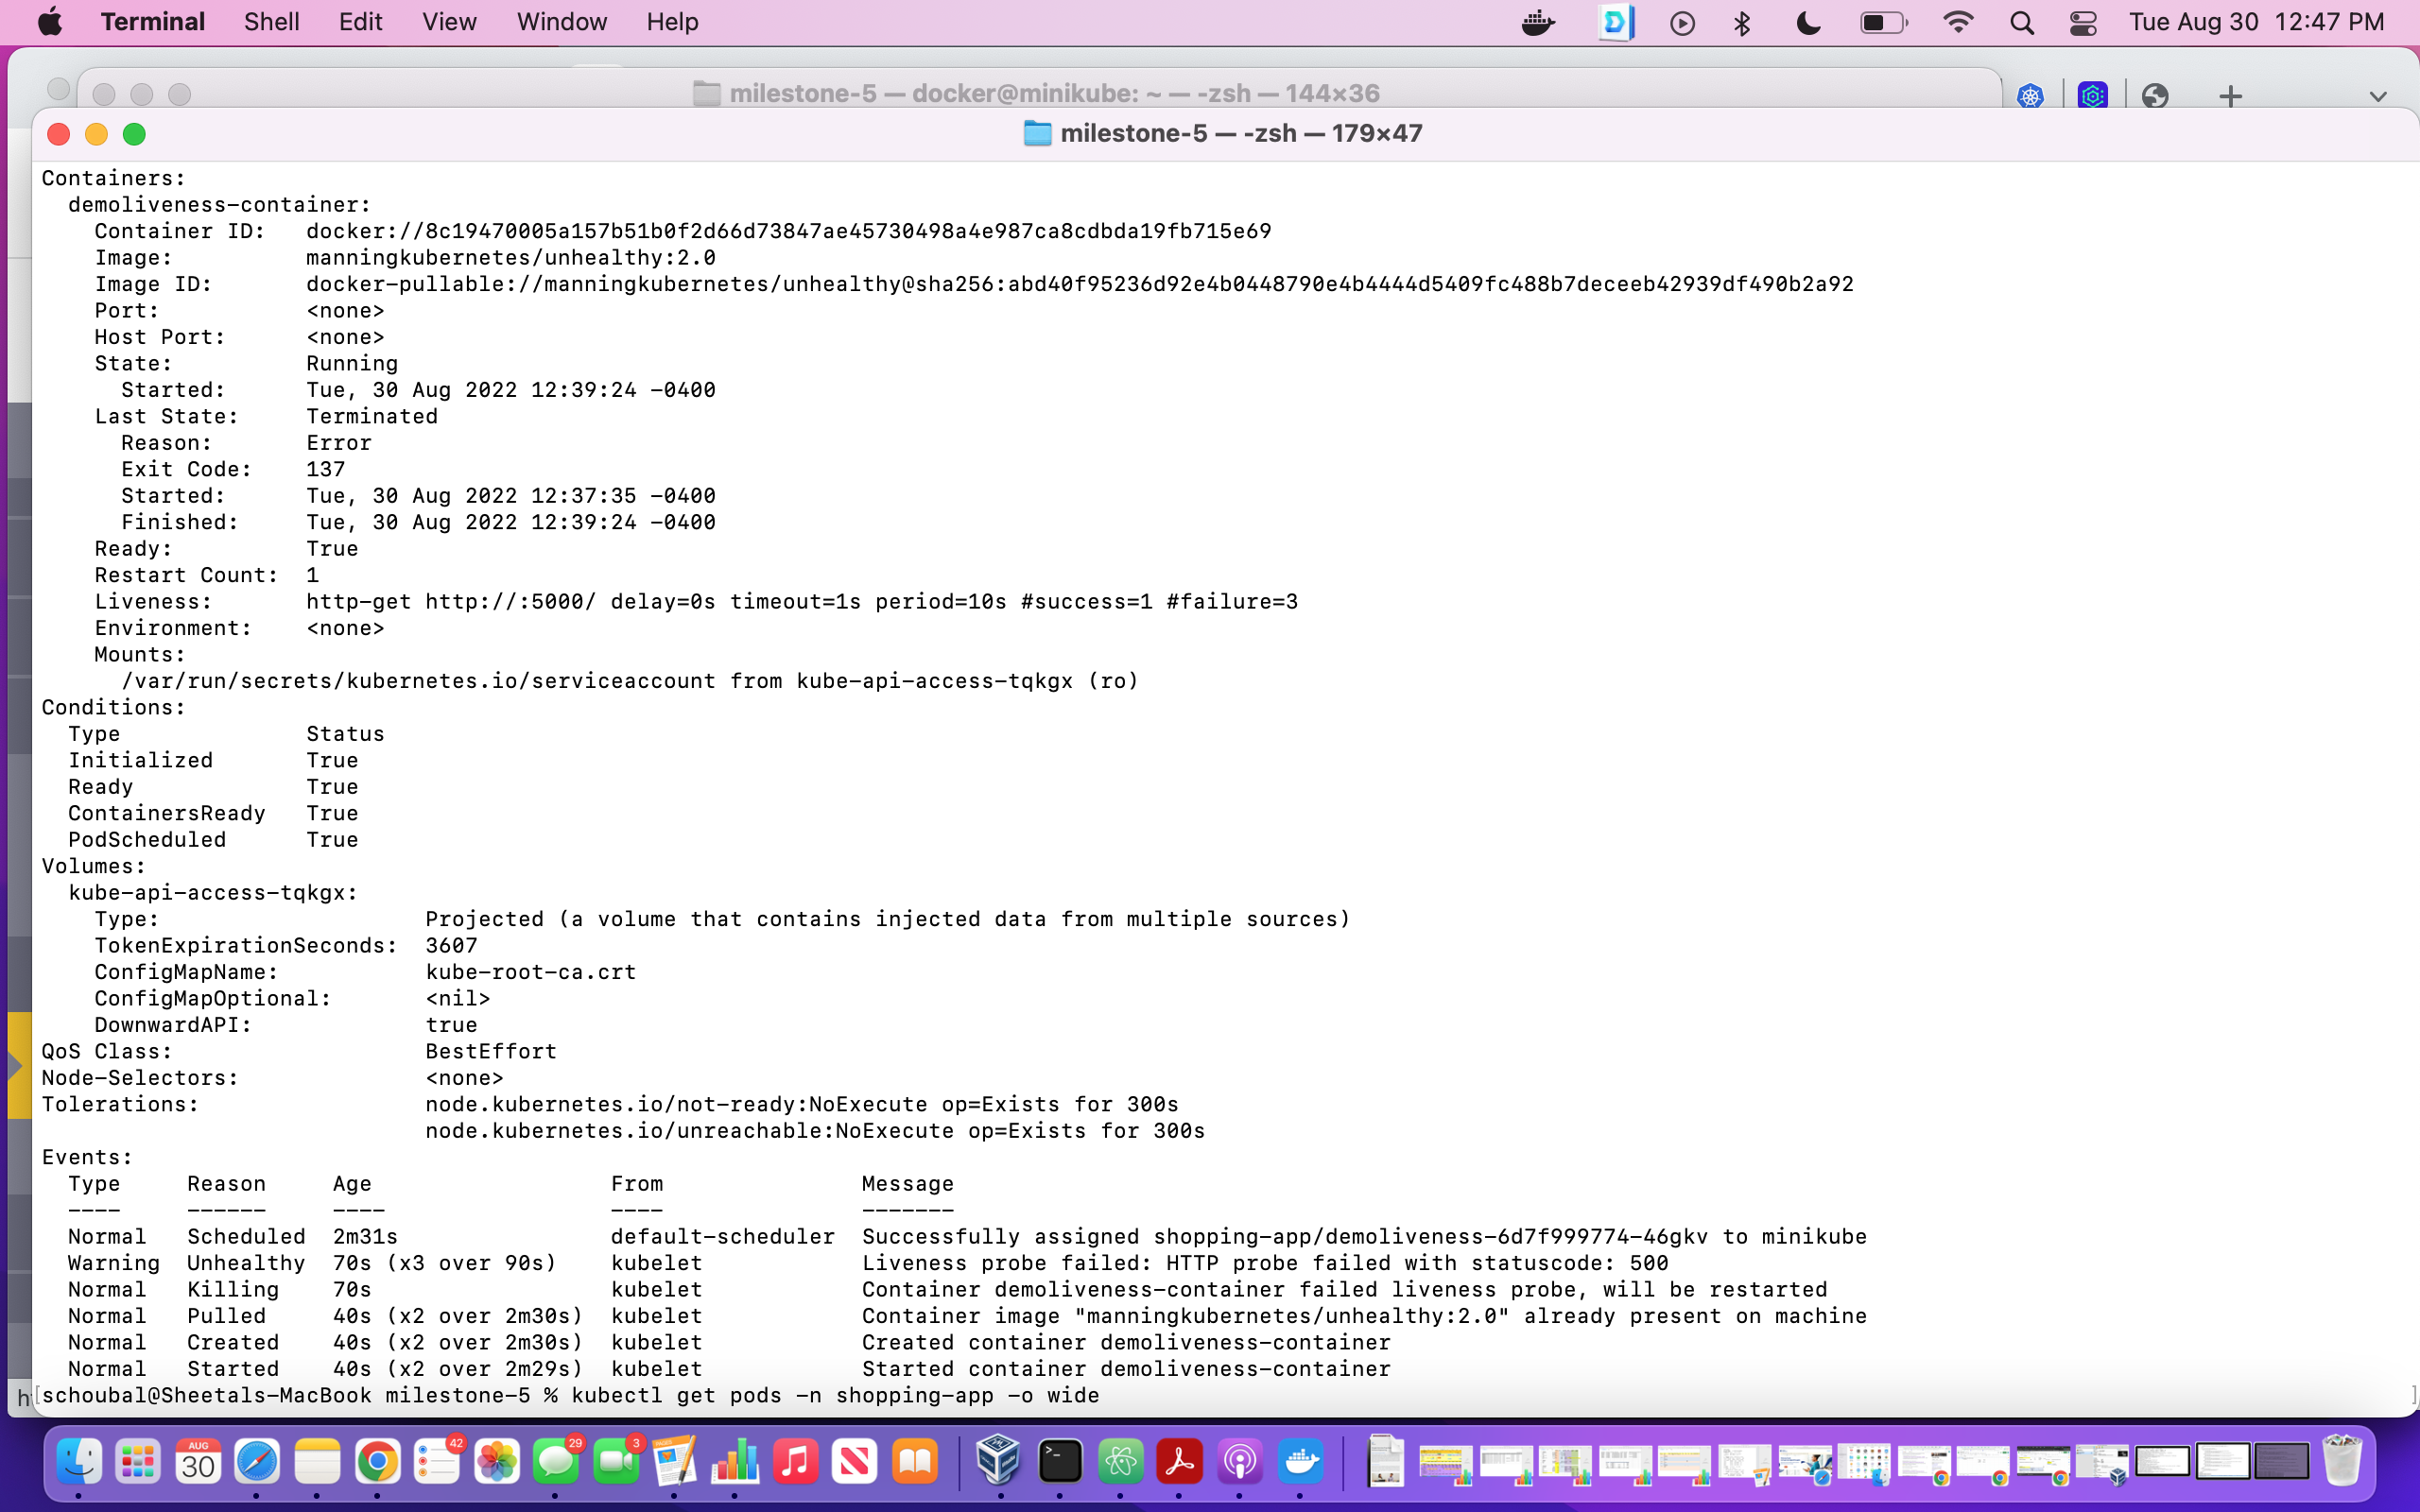 Terminal Shell Edit View Window Help Tue Aug 30 12:47 PM
milestone-5 — docker@minikube: ~ — -zsh — 144×36
milestone-5 — -zsh — 179×47
Containers:
  demoliveness-container:
    Container ID:   docker://8c19470005a157b51b0f2d66d73847ae45730498a4e987ca8cdbda19fb715e69
    Image:          manningkubernetes/unhealthy:2.0
    Image ID:       docker-pullable://manningkubernetes/unhealthy@sha256:abd40f95236d92e4b0448790e4b4444d5409fc488b7deceeb42939df490b2a92
    Port:           <none>
    Host Port:      <none>
    State:          Running
      Started:      Tue, 30 Aug 2022 12:39:24 -0400
    Last State:     Terminated
      Reason:       Error
      Exit Code:    137
      Started:      Tue, 30 Aug 2022 12:37:35 -0400
      Finished:     Tue, 30 Aug 2022 12:39:24 -0400
    Ready:          True
    Restart Count:  1
    Liveness:       http-get http://:5000/ delay=0s timeout=1s period=10s #success=1 #failure=3
    Environment:    <none>
    Mounts:
      /var/run/secrets/kubernetes.io/serviceaccount from kube-api-access-tqkgx (ro)
Conditions:
  Type              Status
  Initialized       True
  Ready             True
  ContainersReady   True
  PodScheduled      True
Volumes:
  kube-api-access-tqkgx:
    Type:                    Projected (a volume that contains injected data from multiple sources)
    TokenExpirationSeconds:  3607
    ConfigMapName:           kube-root-ca.crt
    ConfigMapOptional:       <nil>
    DownwardAPI:             true
QoS Class:                   BestEffort
Node-Selectors:              <none>
Tolerations:                 node.kubernetes.io/not-ready:NoExecute op=Exists for 300s
                             node.kubernetes.io/unreachable:NoExecute op=Exists for 300s
Events:
  Type     Reason     Age                  From               Message
  ----     ------     ----                 ----               -------
  Normal   Scheduled  2m31s                default-scheduler  Successfully assigned shopping-app/demoliveness-6d7f999774-46gkv to minikube
  Warning  Unhealthy  70s (x3 over 90s)    kubelet            Liveness probe failed: HTTP probe failed with statuscode: 500
  Normal   Killing    70s                  kubelet            Container demoliveness-container failed liveness probe, will be restarted
  Normal   Pulled     40s (x2 over 2m30s)  kubelet            Container image "manningkubernetes/unhealthy:2.0" already present on machine
  Normal   Created    40s (x2 over 2m30s)  kubelet            Created container demoliveness-container
  Normal   Started    40s (x2 over 2m29s)  kubelet            Started container demoliveness-container
[schoubal@Sheetals-MacBook milestone-5 % kubectl get pods -n shopping-app -o wide ]
AUG 42 29 3
30